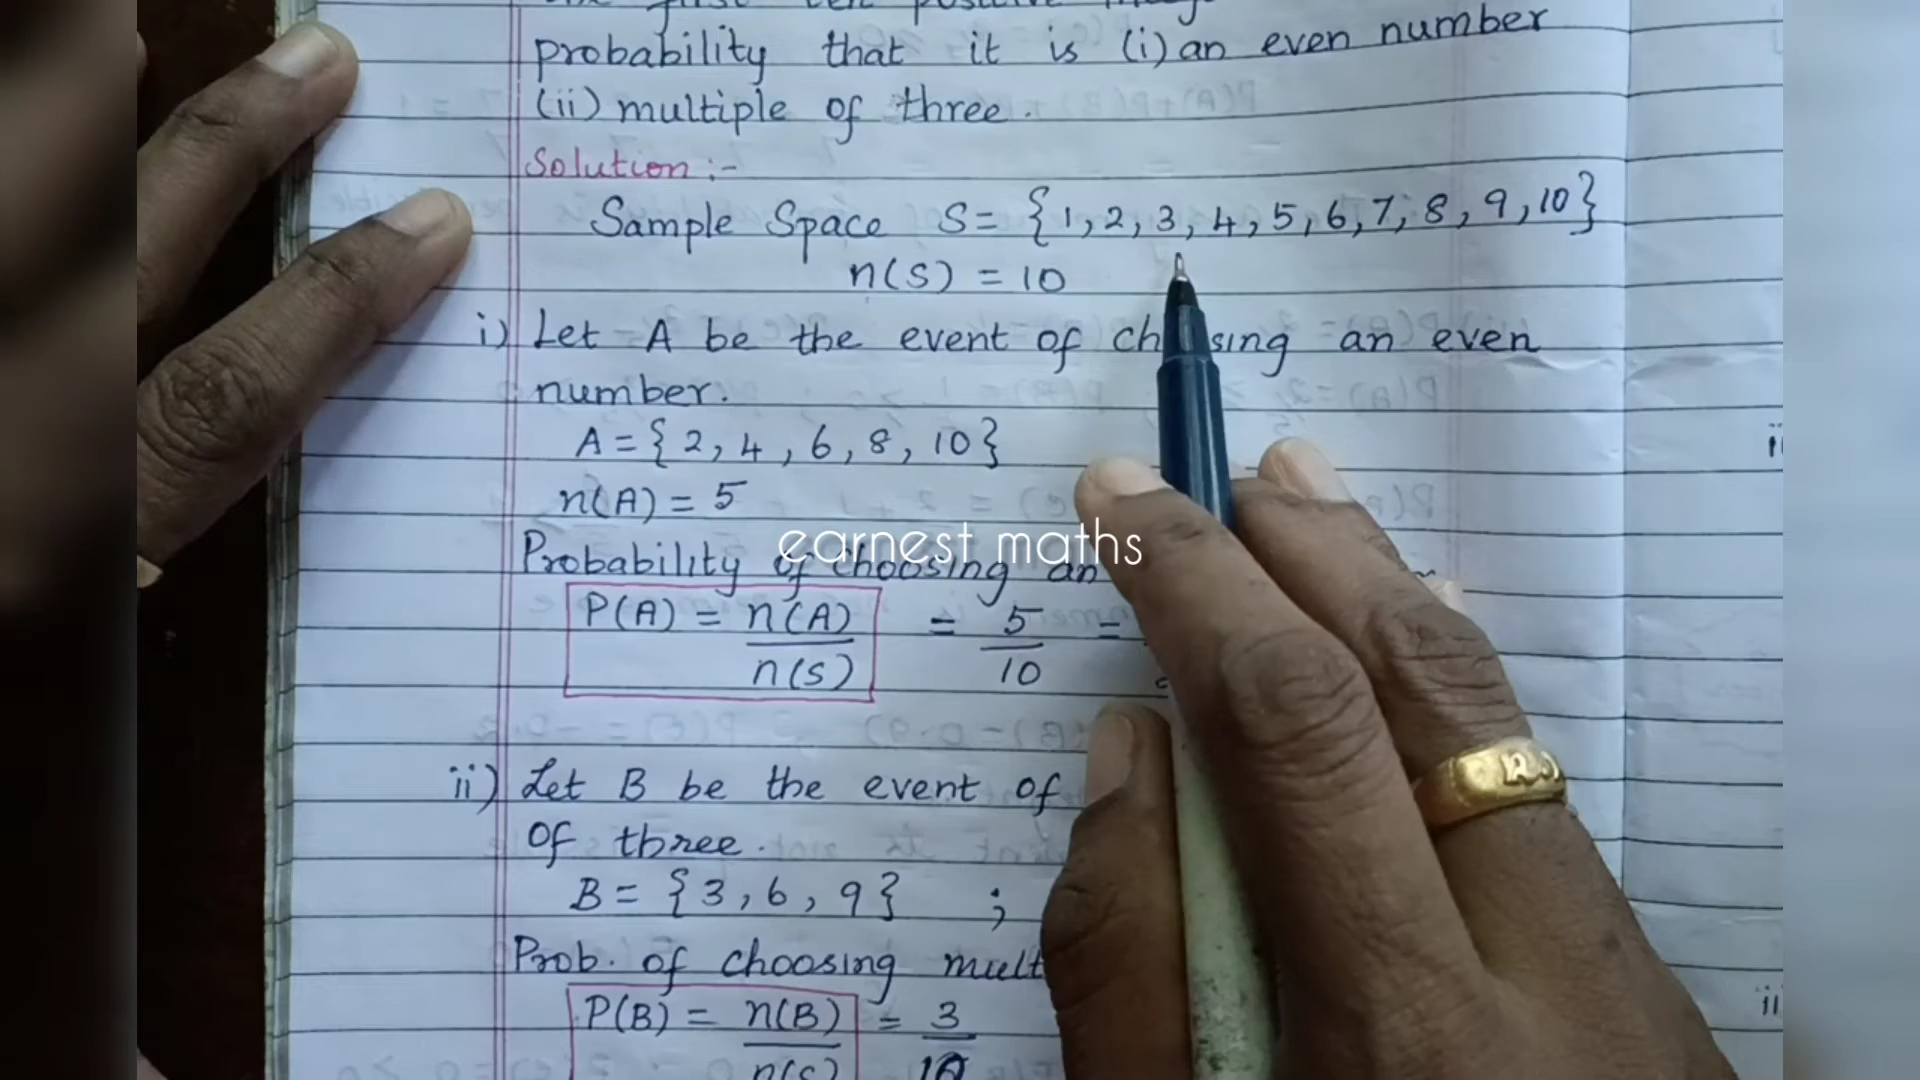 probability that it is (i) an even number
(ii) multiple of three.
Solution :-
Sample Space S = {1, 2, 3, 4, 5, 6, 7, 8, 9, 10}
n(S) = 10
i) Let A be the event of ch sing an even
number.
A = { 2, 4, 6, 8, 10}
n(A) = 5
earnest maths
Probability of choosing an
P(A) = n(A) / n(S) = 5 / 10 =
ii) Let B be the event of
of three.
B = {3, 6, 9} ;
Prob. of choosing mult
P(B) = n(B) / n(S) = 3 / 10